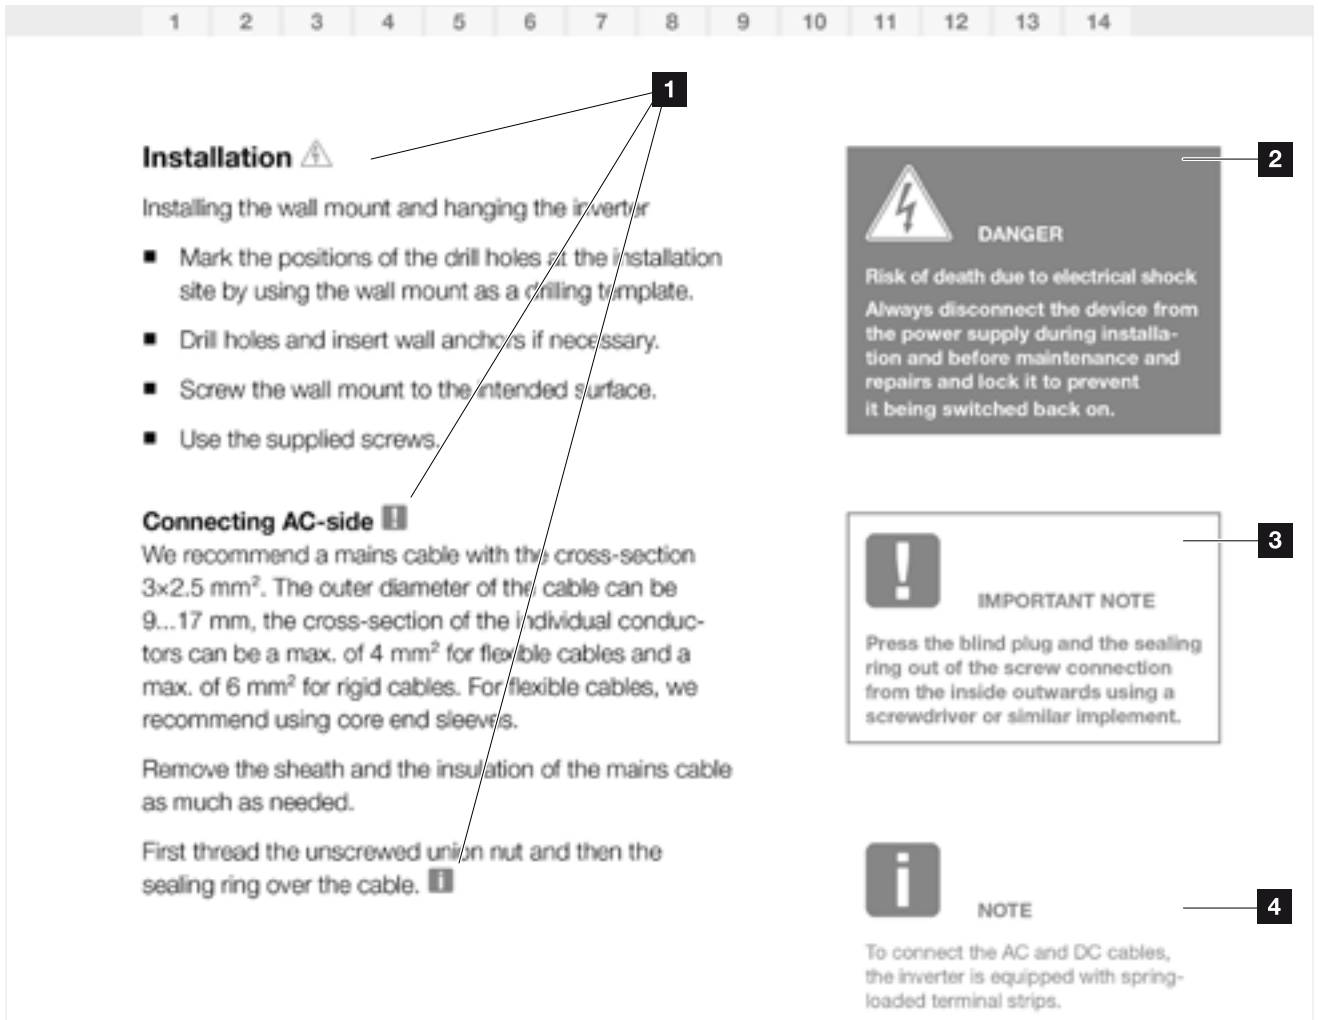 1 2 3 4 5 6 7 8 9 10 11 12 13 14
1
Installation
Installing the wall mount and hanging the inverter
■ Mark the positions of the drill holes at the installation
site by using the wall mount as a drilling template.
■ Drill holes and insert wall anchors if necessary.
■ Screw the wall mount to the intended surface.
■ Use the supplied screws.
Connecting AC-side !
We recommend a mains cable with the cross-section
3×2.5 mm². The outer diameter of the cable can be
9...17 mm, the cross-section of the individual conduc-
tors can be a max. of 4 mm² for flexible cables and a
max. of 6 mm² for rigid cables. For flexible cables, we
recommend using core end sleeves.
Remove the sheath and the insulation of the mains cable
as much as needed.
First thread the unscrewed union nut and then the
sealing ring over the cable. i
2
DANGER
Risk of death due to electrical shock
Always disconnect the device from
the power supply during installa-
tion and before maintenance and
repairs and lock it to prevent
it being switched back on.
3
!
IMPORTANT NOTE
Press the blind plug and the sealing
ring out of the screw connection
from the inside outwards using a
screwdriver or similar implement.
4
i
NOTE
To connect the AC and DC cables,
the inverter is equipped with spring-
loaded terminal strips.